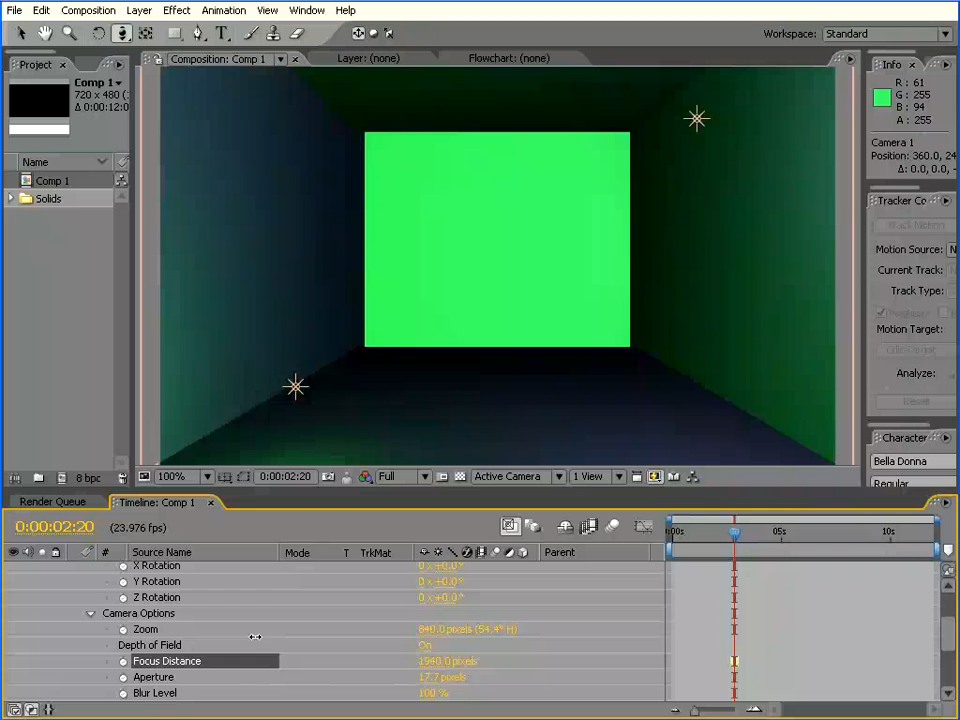 File Edit Composition Layer Effect Animation View Window Help
Workspace: Standard
Project
Comp 1
720 x 480 (1
Δ 0:00:12:0
Name
Comp 1
Solids
8 bpc
Composition: Comp 1 Layer: (none) Flowchart: (none)
100% 0:00:02:20 Full Active Camera 1 View
Info
R : 61
G : 255
B : 94
A : 255
Camera 1
Position: 360.0, 24
Δ: 0.0, 0.0, -
Tracker Co
Track Motion
Motion Source: N
Current Track:
Track Type:
Motion Target:
Analyze:
Reset
Character
Bella Donna
Regular
Render Queue Timeline: Comp 1
0:00:02:20 (23.976 fps)
# Source Name Mode T TrkMat Parent
:00s 05s 10s
X Rotation 0 x +0.0°
Y Rotation 0 x +0.0°
Z Rotation 0 x +0.0°
Camera Options
Zoom 840.0 pixels (54.4° H)
Depth of Field On
Focus Distance 1940.0 pixels
Aperture 17.7 pixels
Blur Level 100 %